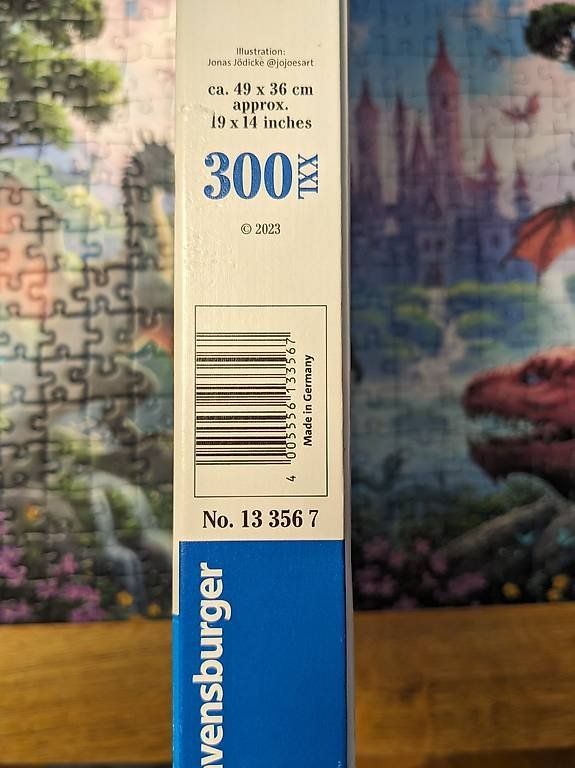 Illustration:
Jonas Jödicke @jojoesart
ca. 49 x 36 cm
approx.
19 x 14 inches
300 XXL
© 2023
4 005556 133567
Made in Germany
No. 13 356 7
vensburger